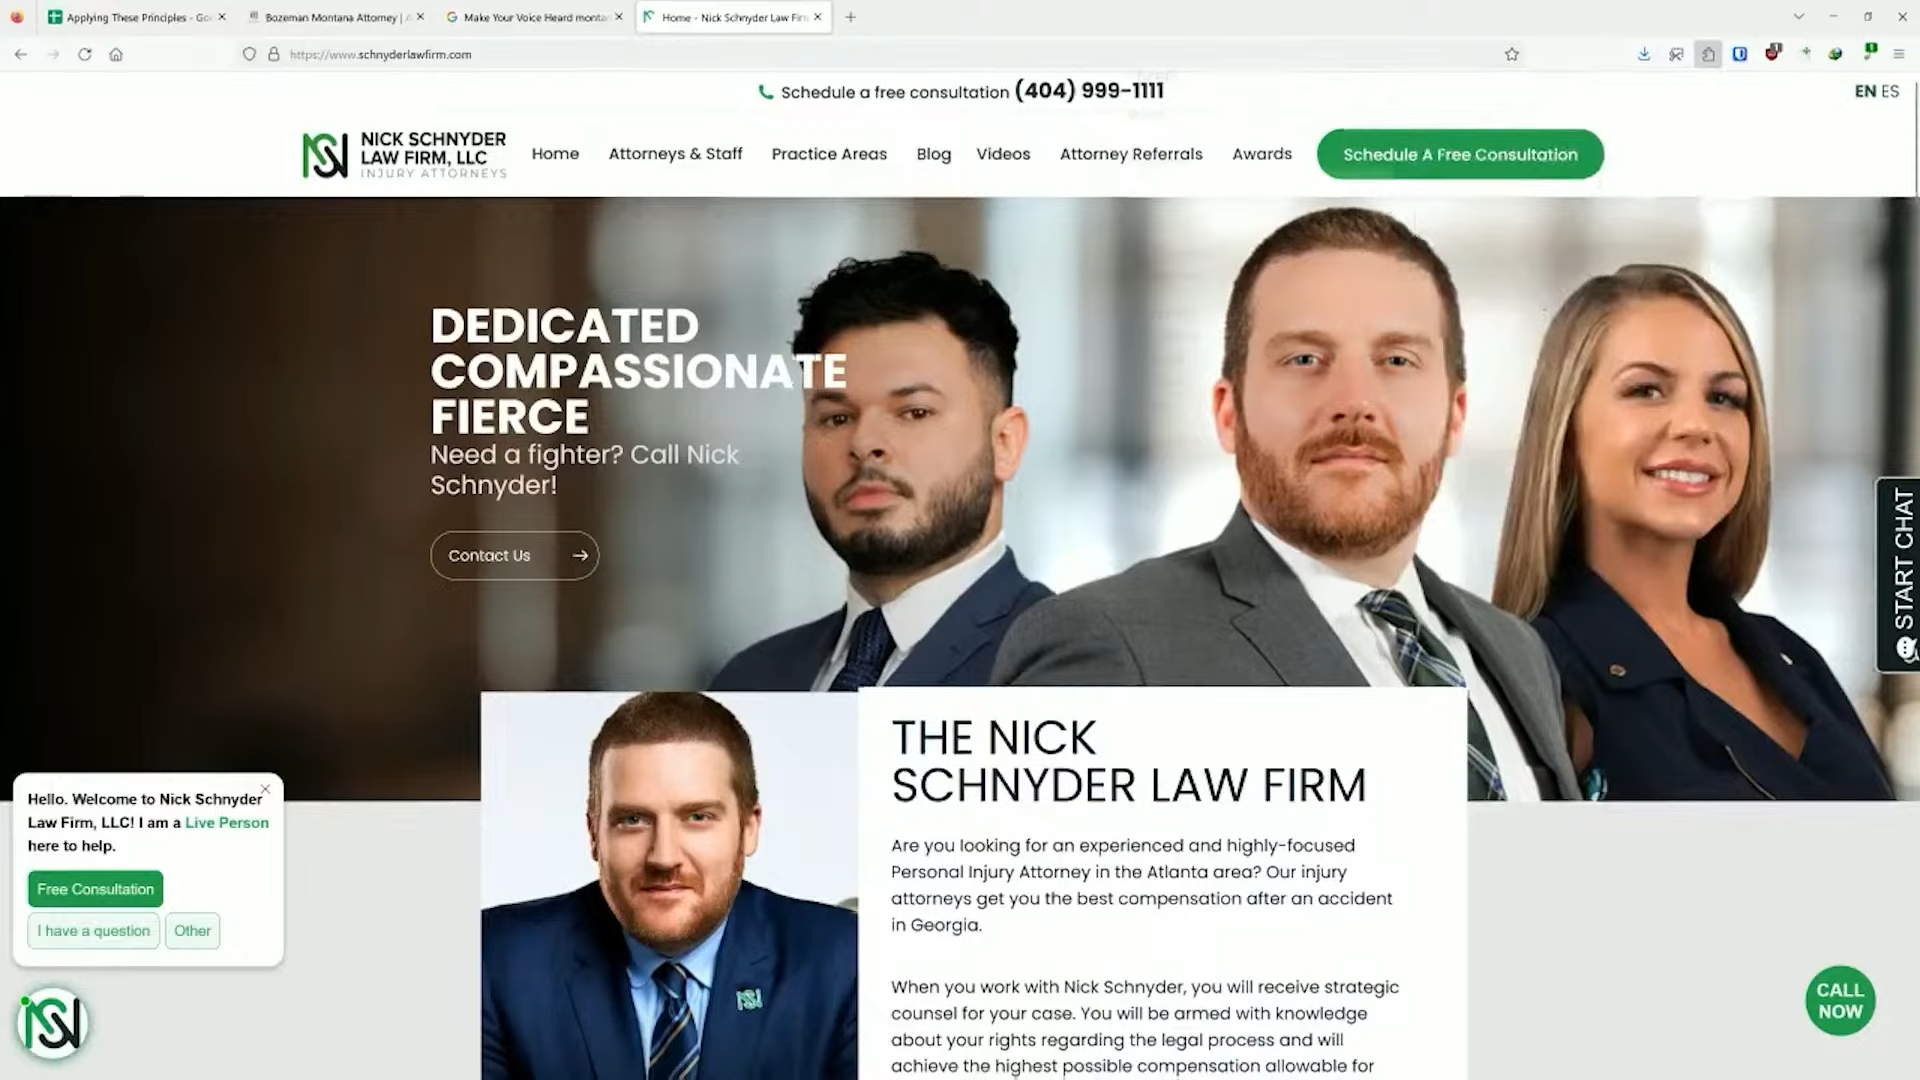 Applying These Principles - Go
Bozeman Montana Attorney |
Make Your Voice Heard monta
Home - Nick Schnyder Law Firm
https://www.schnyderlawfirm.com
Schedule a free consultation (404) 999-1111
EN ES
NICK SCHNYDER
LAW FIRM, LLC
INJURY ATTORNEYS
Home
Attorneys & Staff
Practice Areas
Blog
Videos
Attorney Referrals
Awards
Schedule A Free Consultation
DEDICATED
COMPASSIONATE
FIERCE
Need a fighter? Call Nick
Schnyder!
Contact Us
START CHAT
THE NICK
SCHNYDER LAW FIRM
Are you looking for an experienced and highly-focused
Personal Injury Attorney in the Atlanta area? Our injury
attorneys get you the best compensation after an accident
in Georgia.
When you work with Nick Schnyder, you will receive strategic
counsel for your case. You will be armed with knowledge
about your rights regarding the legal process and will
achieve the highest possible compensation allowable for
Hello. Welcome to Nick Schnyder
Law Firm, LLC! I am a Live Person
here to help.
Free Consultation
I have a question
Other
CALL
NOW